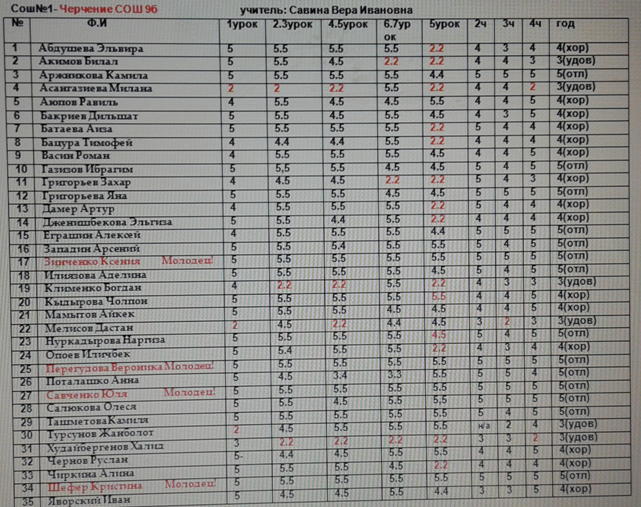 Сош№1- Черчение СОШ 9б учитель: Савина Вера Ивановна
№ Ф.И 1урок 2.3урок 4.5урок 6.7урок 5урок 2ч 3ч 4ч год
1 Абдушева Эльвира 5 5.5 5.5 5.5 2.2 4 3 4 4(хор)
2 Акимов Билал 5 5.5 4.5 2.2 2.2 4 4 3 3(удов)
3 Аржникова Камила 5 5.5 5.5 5.5 4.4 5 5 5 5(отл)
4 Асангазиева Милана 2 2 2.2 5.5 2.2 4 4 2 3(удов)
5 Аюпов Равиль 4 5.5 4.5 4.5 5.5 4 4 5 4(хор)
6 Бакриев Дильшат 5 5.5 4.5 5.5 4.5 4 3 5 4(хор)
7 Батаева Аиза 5 5.5 5.5 5.5 2.2 5 4 4 4(хор)
8 Бацура Тимофей 4 4.4 4.4 5.5 2.2 4 4 4 4(хор)
9 Васин Роман 4 5.5 5.5 5.5 4.5 4 4 5 4(хор)
10 Газизов Ибрагим 5 5,5 5.5 4.5 4.5 5 4 5 5(отл)
11 Григорьев Захар 4 4.5 4.5 2.2 2.2 5 4 3 4(хор)
12 Григорьева Яна 5 5.5 5.5 4.5 4.5 5 5 5 5(отл)
13 Дамер Артур 4 5.5 5.5 5.5 2.2 5 4 4 4(хор)
14 Дженишбекова Эльгиза 5 5.5 4.4 5.5 2.2 4 4 4 4(хор)
15 Еграшин Алексей 4 5.5 5.5 5.5 4.4 5 5 5 5(отл)
16 Западин Арсений 5 5.5 5.4 5.5 5.5 5 4 5 5(отл)
17 Зинченко Ксения Молодец! 5 5.5 5.5 5.5 5.5 5 5 5 5(отл)
18 Илиязова Аделина 5 5.5 5.5 5.5 5.5 5 4 5 5(отл)
19 Клименко Богдан 4 2.2 2.2 5.5 2.2 4 3 3 3(удов)
20 Кыдырова Чолпон 5 5.5 5.5 5.5 5.5 4 4 5 4(хор)
21 Мамытов Айкек 5 5.5 5.5 4.5 4.5 4 4 5 4(хор)
22 Мелисов Дастан 2 4.5 2.2 4.4 4.5 3 2 3 3(удов)
23 Нуркадырова Наргиза 5 5.5 5.5 5.5 4.5 5 4 5 5(отл)
24 Опоев Иличбек 5 5.4 5.5 5.5 2.2 4 3 4 4(хор)
25 Перегудова Вероника Молодец! 5 5.5 5.5 5.5 5.5 5 5 5 5(отл)
26 Поталашко Анна 5 4.5 3.4 3.3 5.5 5 5 4 5(отл)
27 Савченко Юля Молодец! 5 5.5 5.5 5.5 5.5 5 5 5 5(отл)
28 Салюкова Олеся 5 5.5 4.5 5.5 5.5 5 5 5 5(отл)
29 ТашметоваКамиля 5 5.5 5.5 5.5 5.5 5 4 5 5(отл)
30 Турсунов Жанболот 2 4.5 5.5 5.5 5.5 н/а 2 4 3(удов)
31 Худайбергенов Халид 3 2.2 2.2 2.2 2.2 3 3 2 3(удов)
32 Чернов Руслан 5- 4.4 4.5 5.5 4.5 4 4 5 4(хор)
33 Чиркина Алина 5 5.5 5.5 4.5 2.2 4 4 4 4(хор)
34 Шефер Кристина Молодец! 5 5.5 5.5 5.5 5.5 5 5 5 5(отл)
35 Яворский Иван 5 4.5 4.5 5.5 4.4 3 3 5 4(хор)